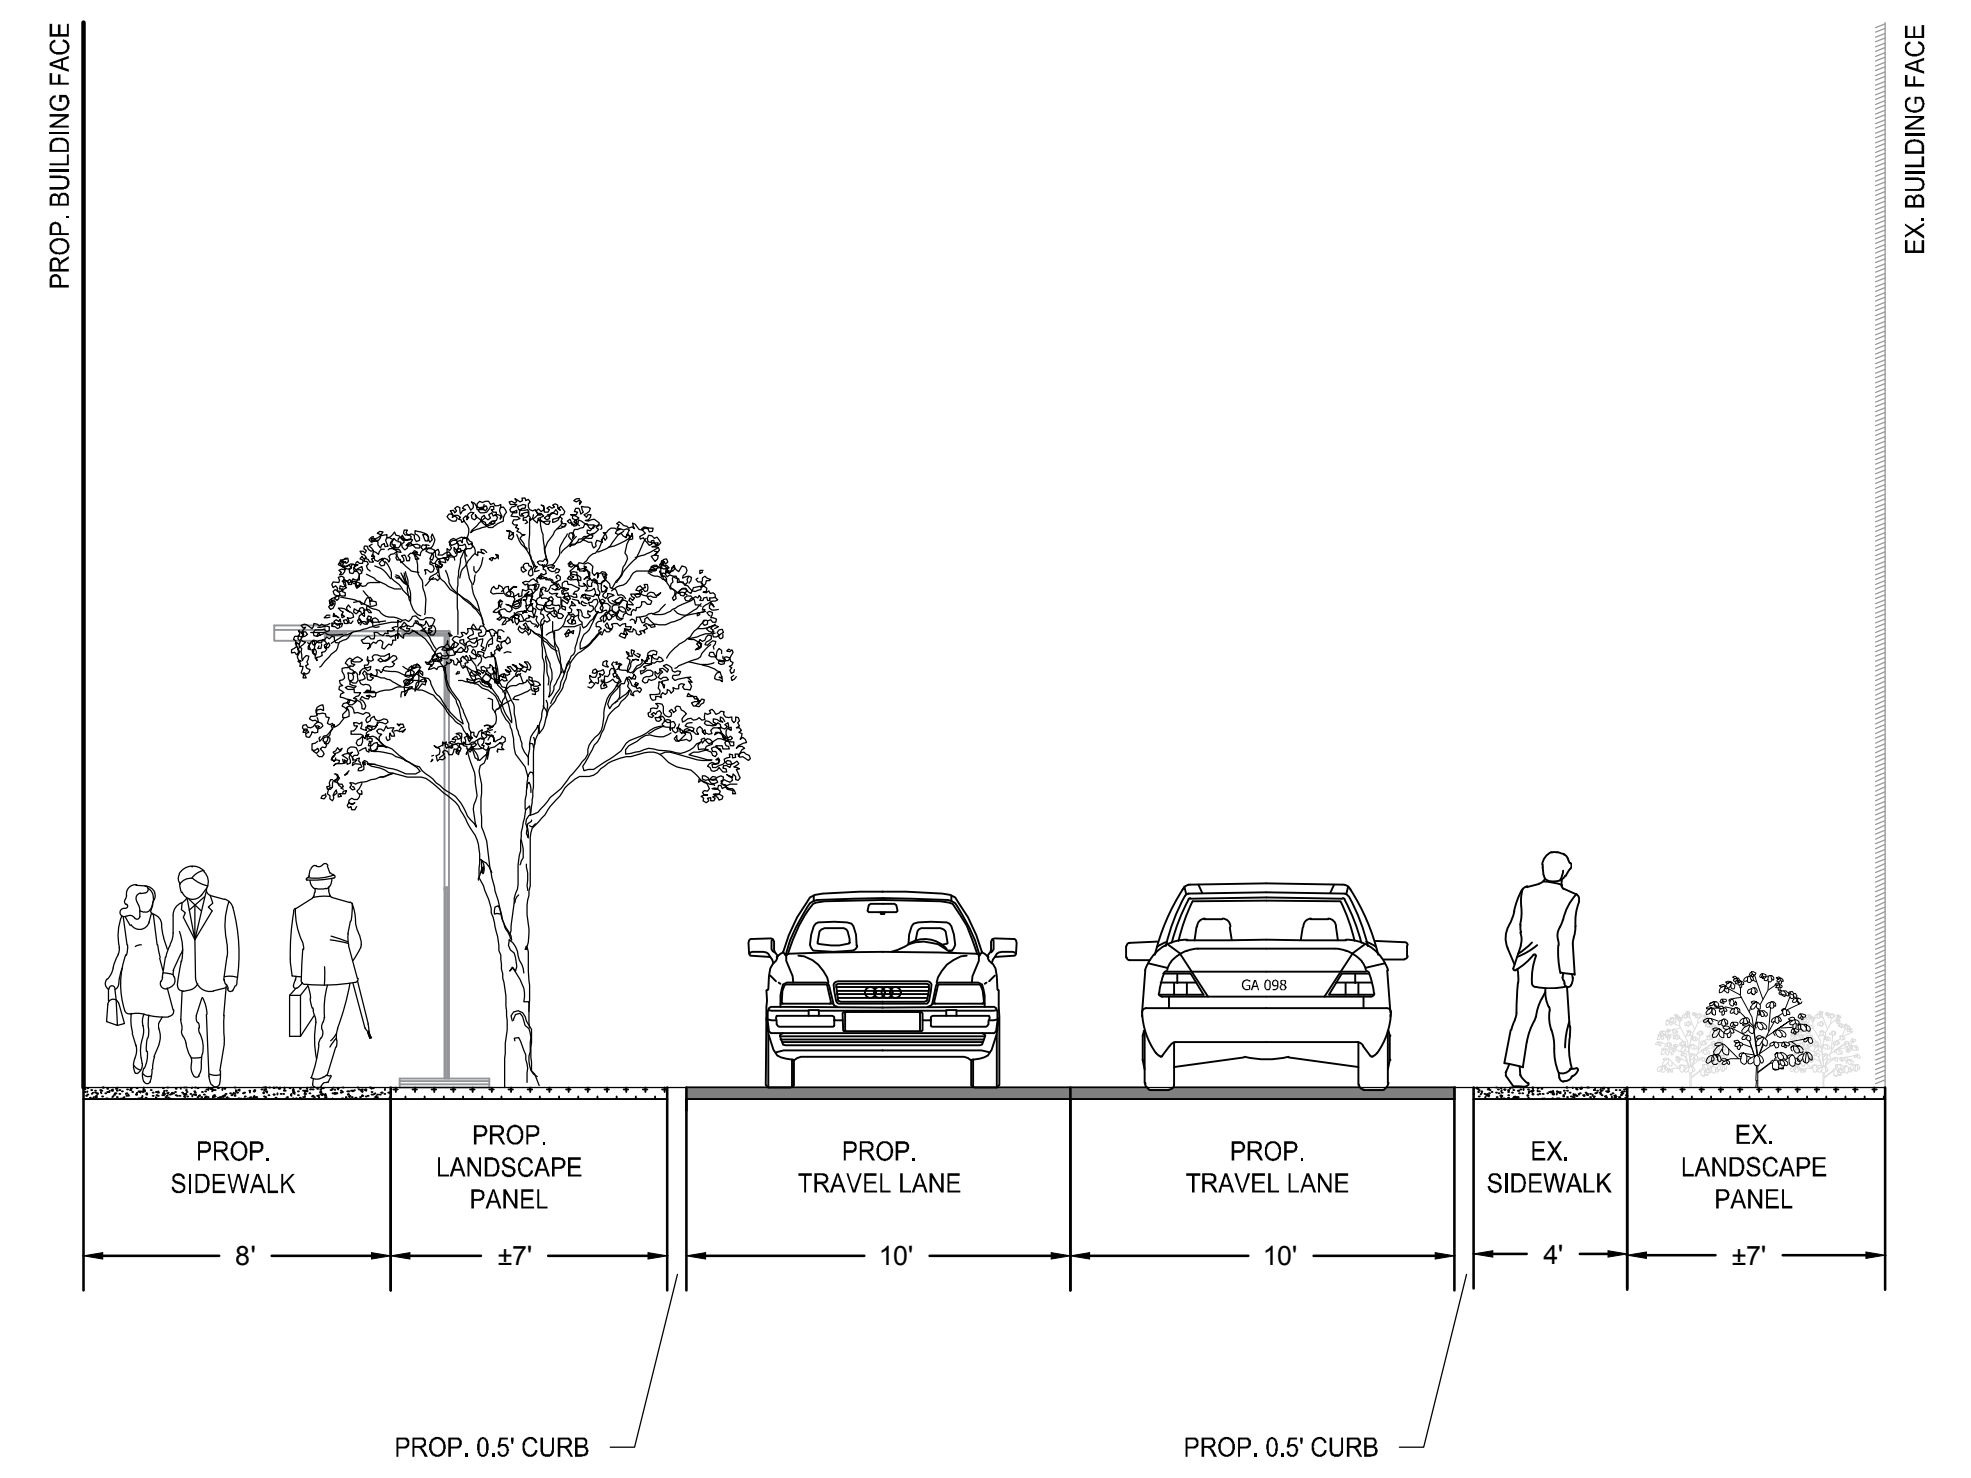 PROP. BUILDING FACE
EX. BUILDING FACE
GA 098
PROP.
SIDEWALK
PROP.
LANDSCAPE
PANEL
PROP.
TRAVEL LANE
PROP.
TRAVEL LANE
EX.
SIDEWALK
EX.
LANDSCAPE
PANEL
8'
±7'
10'
10'
4'
±7'
PROP. 0.5' CURB
PROP. 0.5' CURB